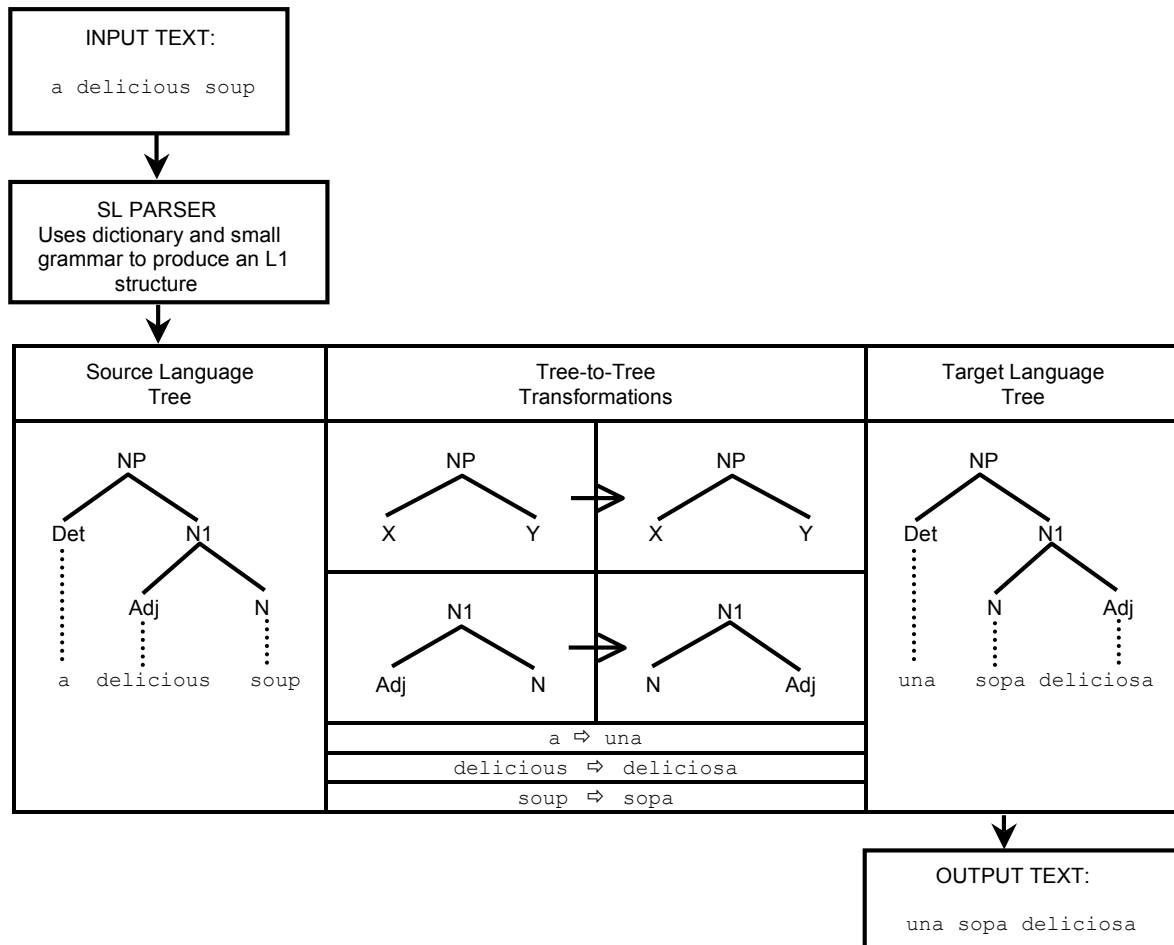 INPUT TEXT:
a delicious soup
SL PARSER
Uses dictionary and small
grammar to produce an L1
structure
Source Language
Tree
Tree-to-Tree
Transformations
Target Language
Tree
NP
Det N1
Adj N
a delicious soup
NP
X Y
NP
X Y
N1
Adj N
N1
N Adj
a ⇨ una
delicious ⇨ deliciosa
soup ⇨ sopa
NP
Det N1
N Adj
una sopa deliciosa
OUTPUT TEXT:
una sopa deliciosa